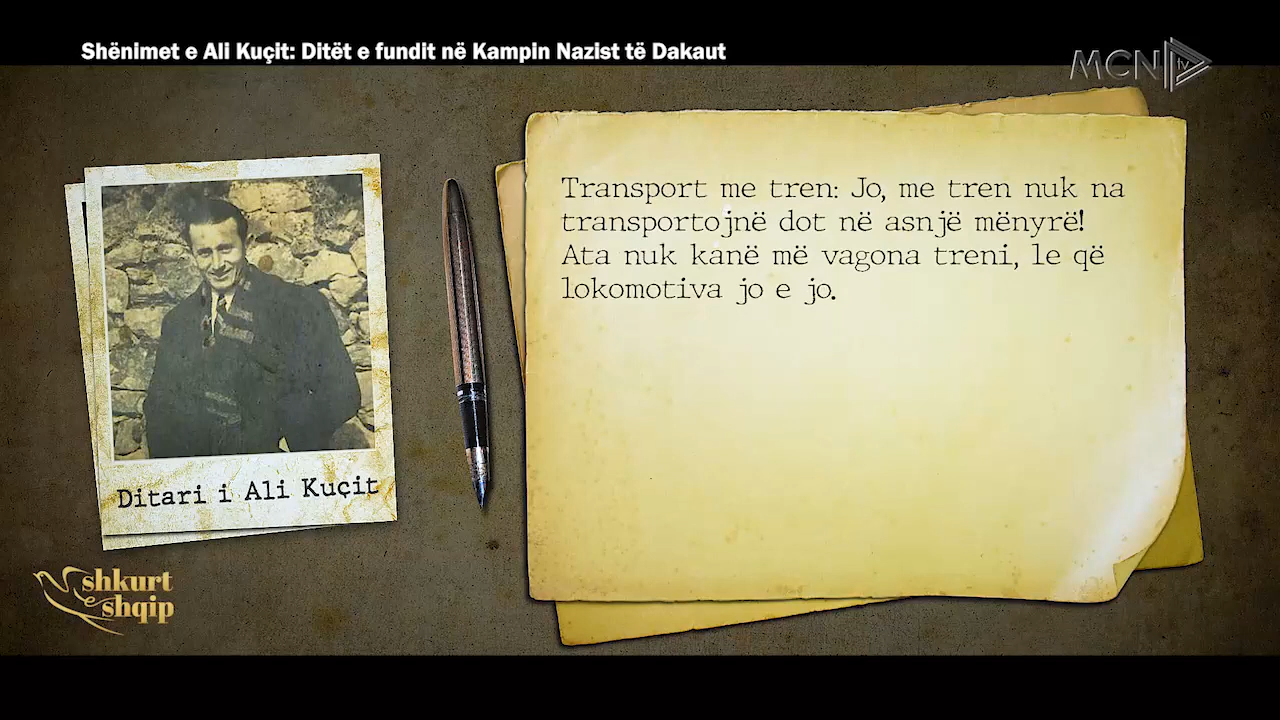 Shënimet e Ali Kuçit: Ditët e fundit në Kampin Nazist të Dakaut
MCN tv
Transport me tren: Jo, me tren nuk na
transportojnë dot në asnjë mënyrë!
Ata nuk kanë më vagona treni, le që
lokomotiva jo e jo.
Ditari i Ali Kuçit
shkurt
e shqip